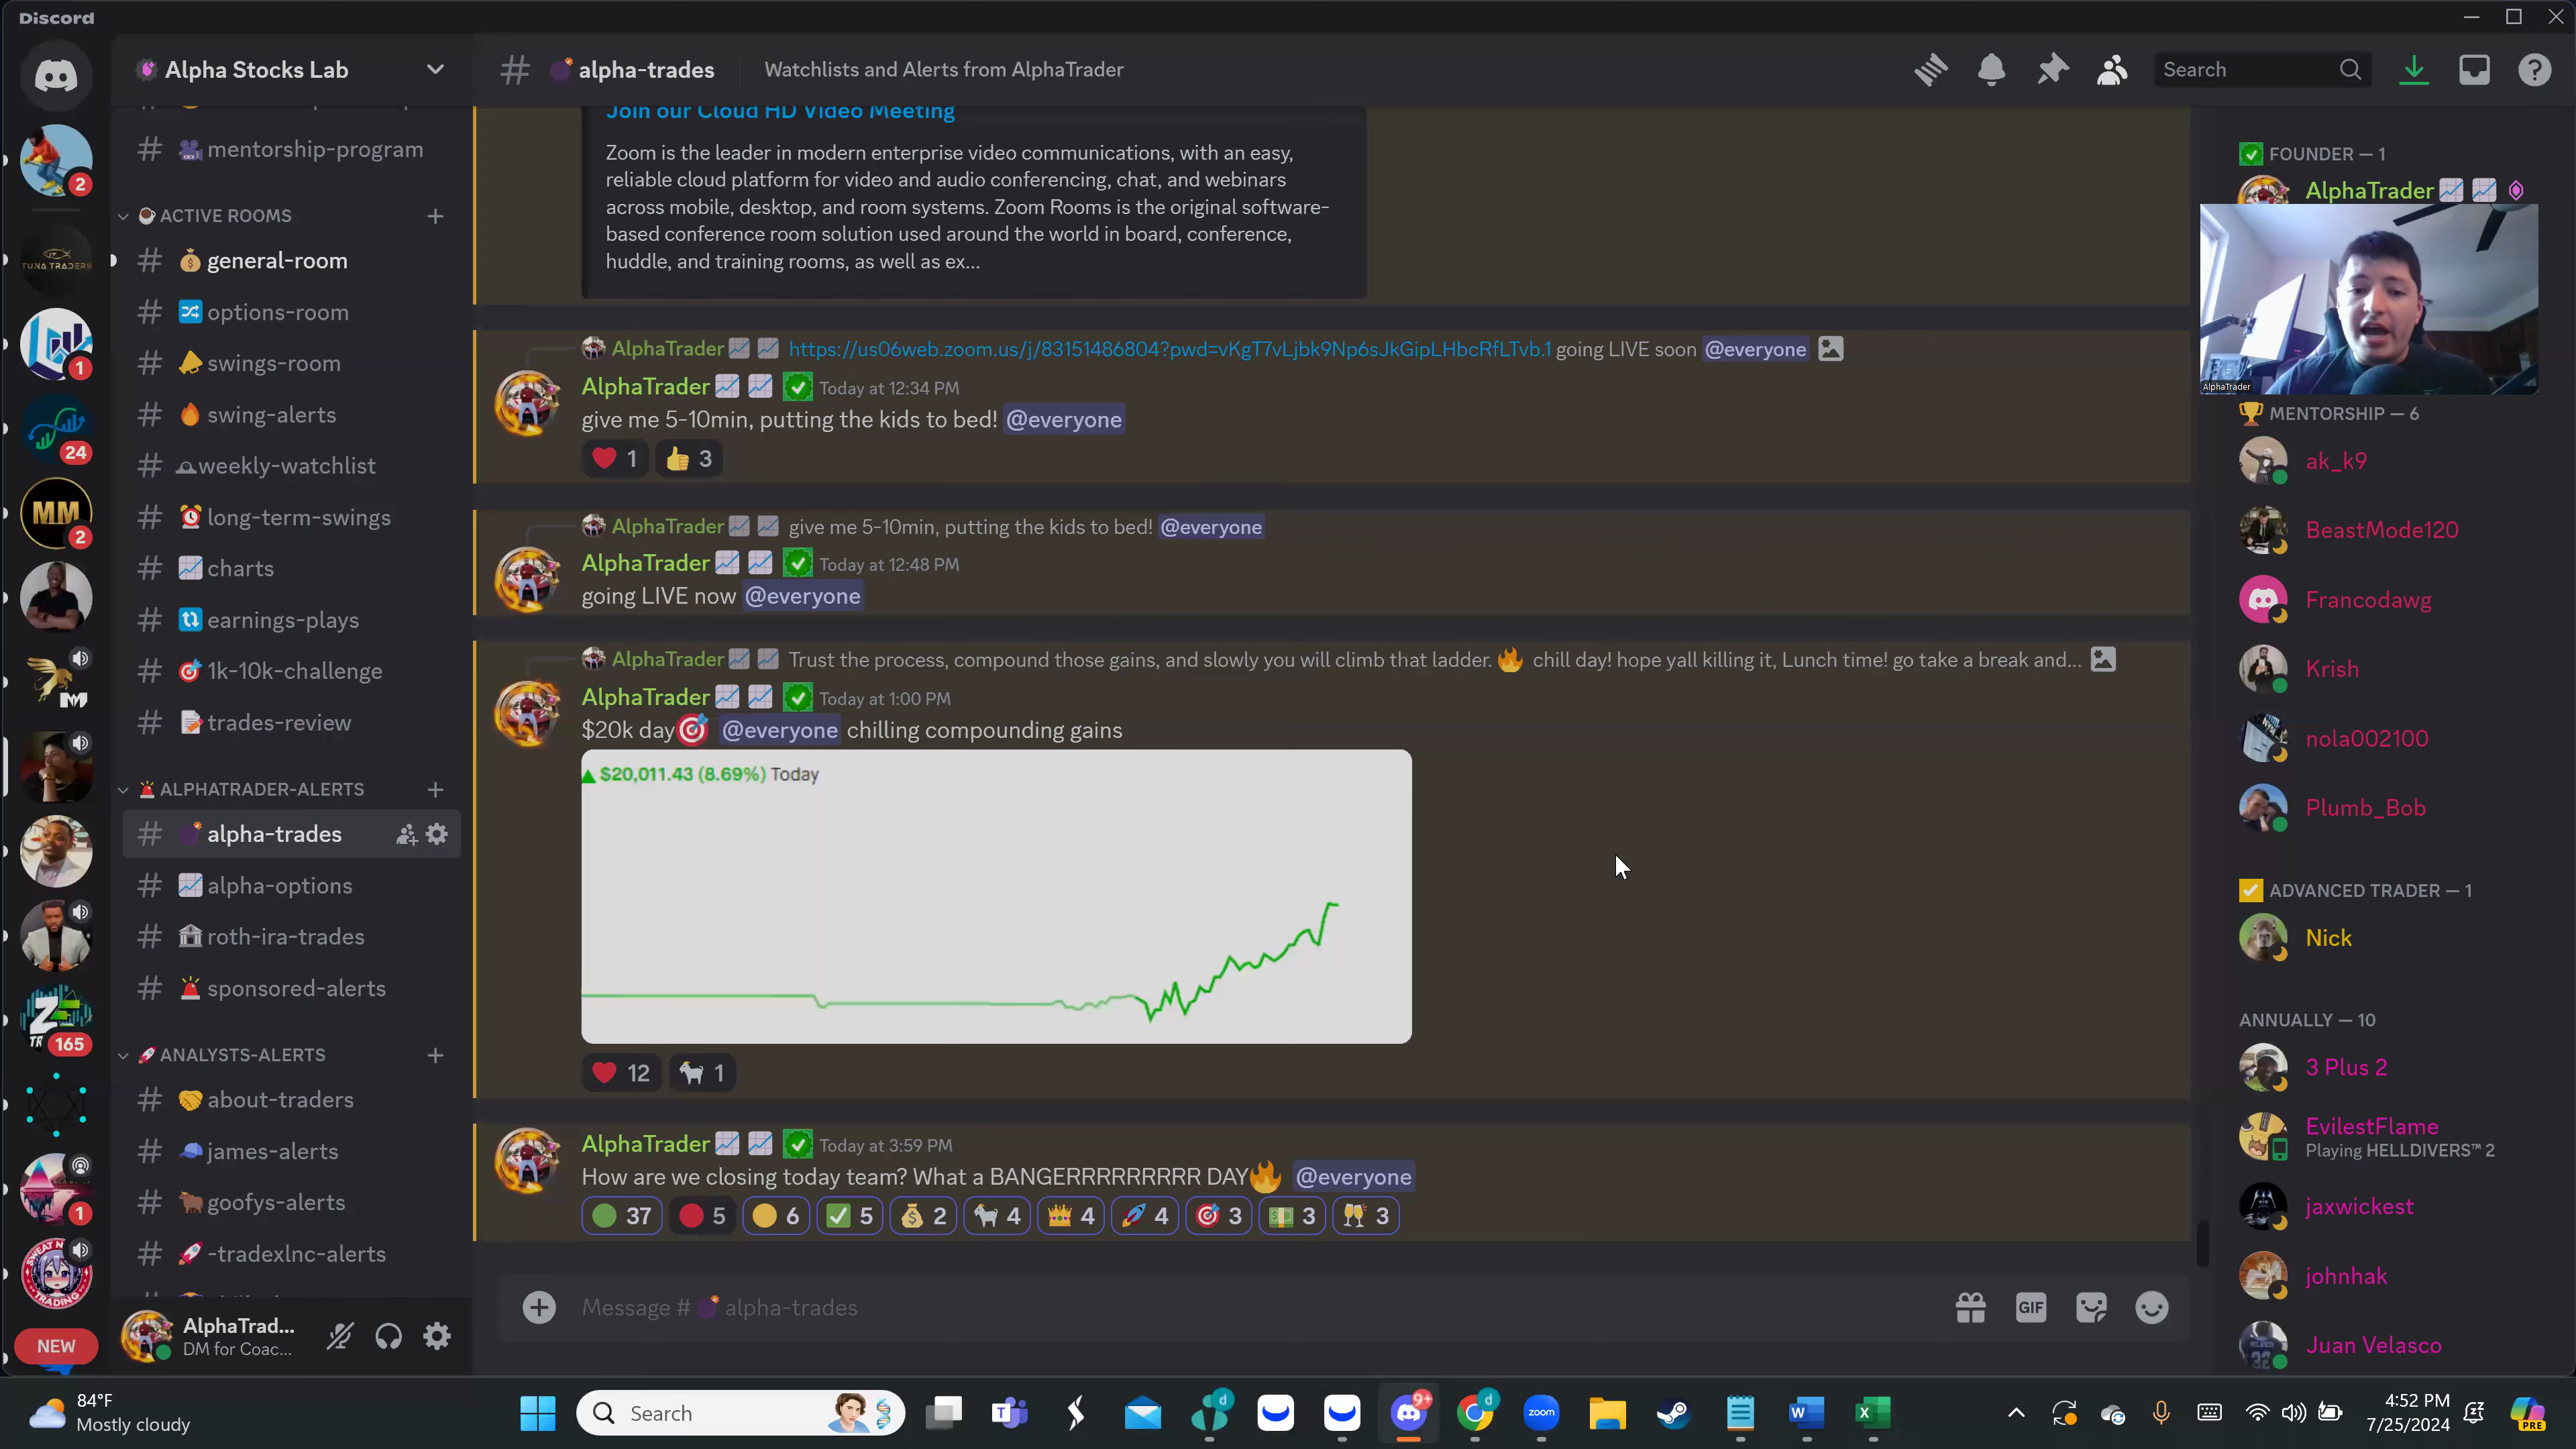 Discord
Alpha Stocks Lab
alpha-trades
Watchlists and Alerts from AlphaTrader
Search
2
TUNA TRADERS
1
24
MM
2
165
1
NEW
mentorship-program
ACTIVE ROOMS
general-room
options-room
swings-room
swing-alerts
weekly-watchlist
long-term-swings
charts
earnings-plays
1k-10k-challenge
trades-review
ALPHATRADER-ALERTS
alpha-trades
alpha-options
roth-ira-trades
sponsored-alerts
ANALYSTS-ALERTS
about-traders
james-alerts
goofys-alerts
-tradexlnc-alerts
AlphaTrad...
DM for Coac...
Join our Cloud HD Video Meeting
Zoom is the leader in modern enterprise video communications, with an easy,
reliable cloud platform for video and audio conferencing, chat, and webinars
across mobile, desktop, and room systems. Zoom Rooms is the original software-
based conference room solution used around the world in board, conference,
huddle, and training rooms, as well as ex...
AlphaTrader https://us06web.zoom.us/j/83151486804?pwd=vKgT7vLjbk9Np6sJkGipLHbcRfLTvb.1 going LIVE soon @everyone
AlphaTrader Today at 12:34 PM
give me 5-10min, putting the kids to bed! @everyone
1 3
AlphaTrader give me 5-10min, putting the kids to bed! @everyone
AlphaTrader Today at 12:48 PM
going LIVE now @everyone
AlphaTrader Trust the process, compound those gains, and slowly you will climb that ladder. chill day! hope yall killing it, Lunch time! go take a break and...
AlphaTrader Today at 1:00 PM
$20k day @everyone chilling compounding gains
$20,011.43 (8.69%) Today
12 1
AlphaTrader Today at 3:59 PM
How are we closing today team? What a BANGERRRRRRRRR DAY @everyone
37 5 6 5 2 4 4 4 3 3 3
Message # alpha-trades
GIF
FOUNDER — 1
AlphaTrader
AlphaTrader
MENTORSHIP — 6
ak_k9
BeastMode120
Francodawg
Krish
nola002100
Plumb_Bob
ADVANCED TRADER — 1
Nick
ANNUALLY — 10
3 Plus 2
EvilestFlame
Playing HELLDIVERS™ 2
jaxwickest
johnhak
Juan Velasco
84°F
Mostly cloudy
Search
9+
zoom
4:52 PM
7/25/2024
PRE